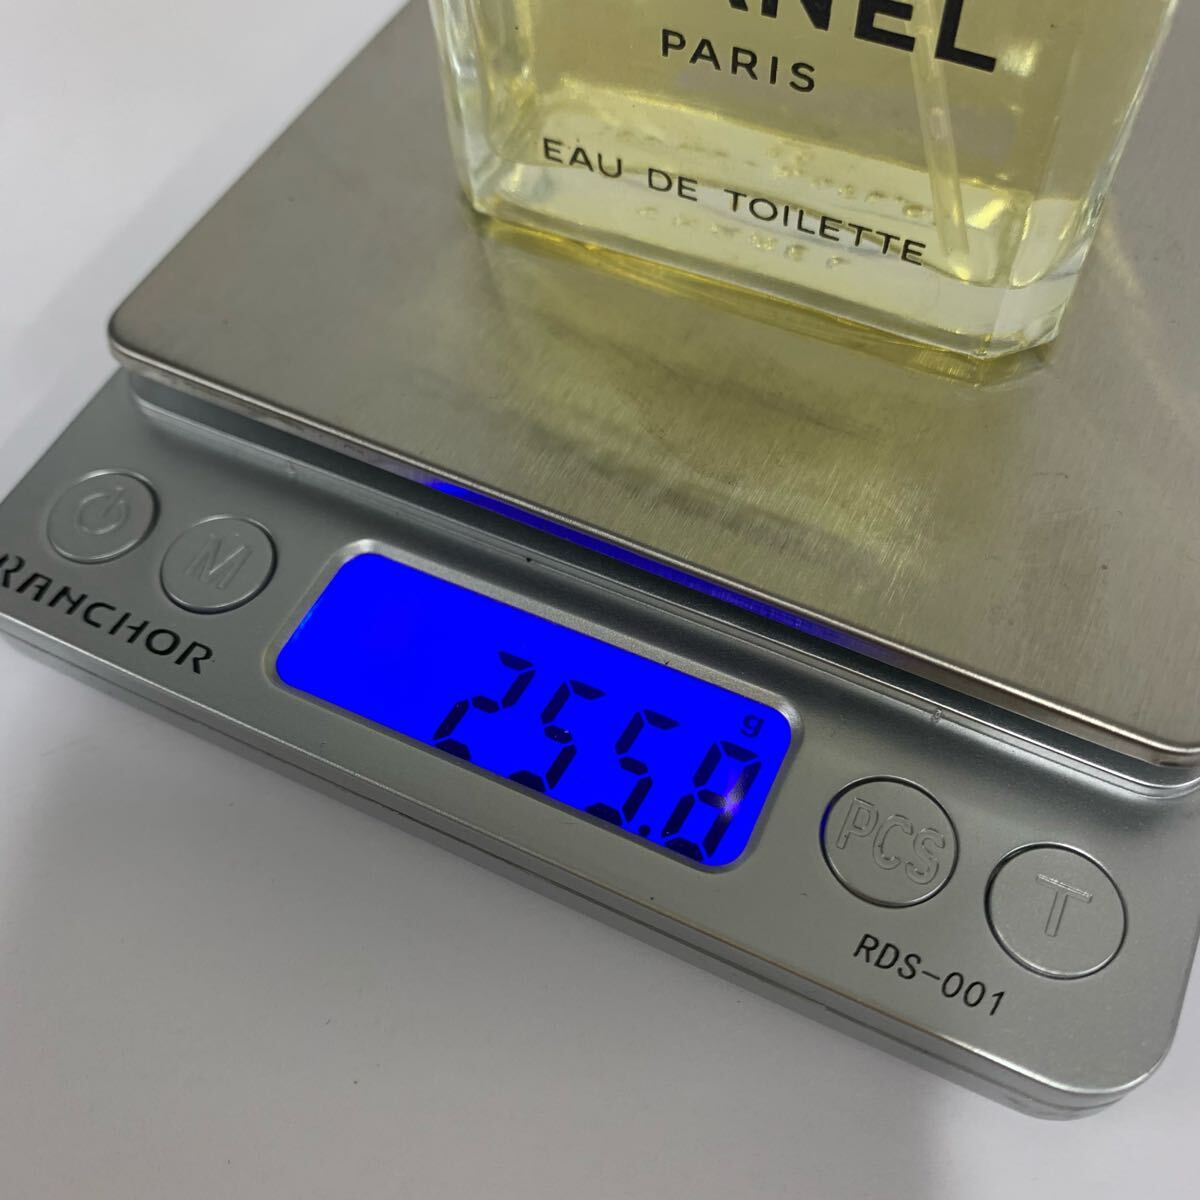 PARIS
EAU DE TOILETTE
M
RANCHOR
g
255.8
PCS
T
RDS-001